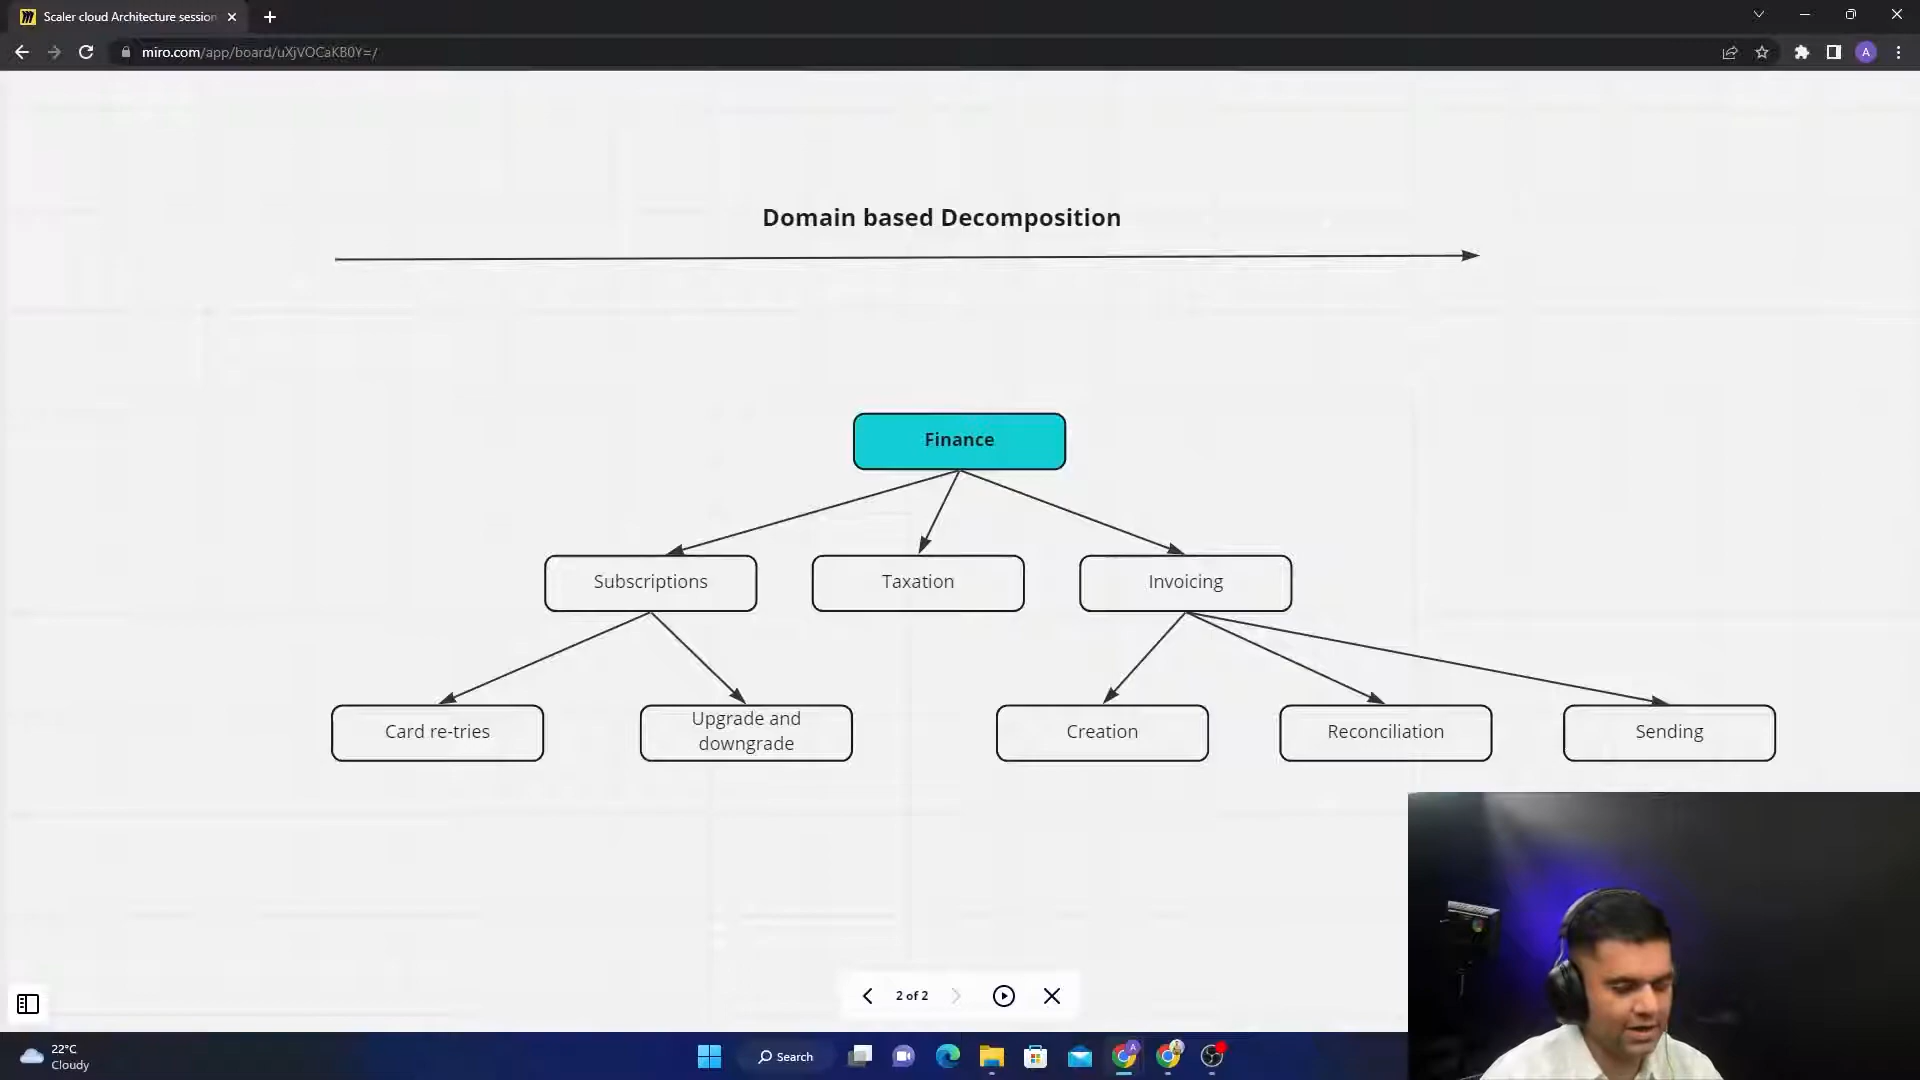 Scaler cloud Architecture session
miro.com/app/board/uXjVOCaKB0Y=/
A
Domain based Decomposition
Finance
Subscriptions
Taxation
Invoicing
Card re-tries
Upgrade and
downgrade
Creation
Reconciliation
Sending
2 of 2
22°C
Cloudy
Search